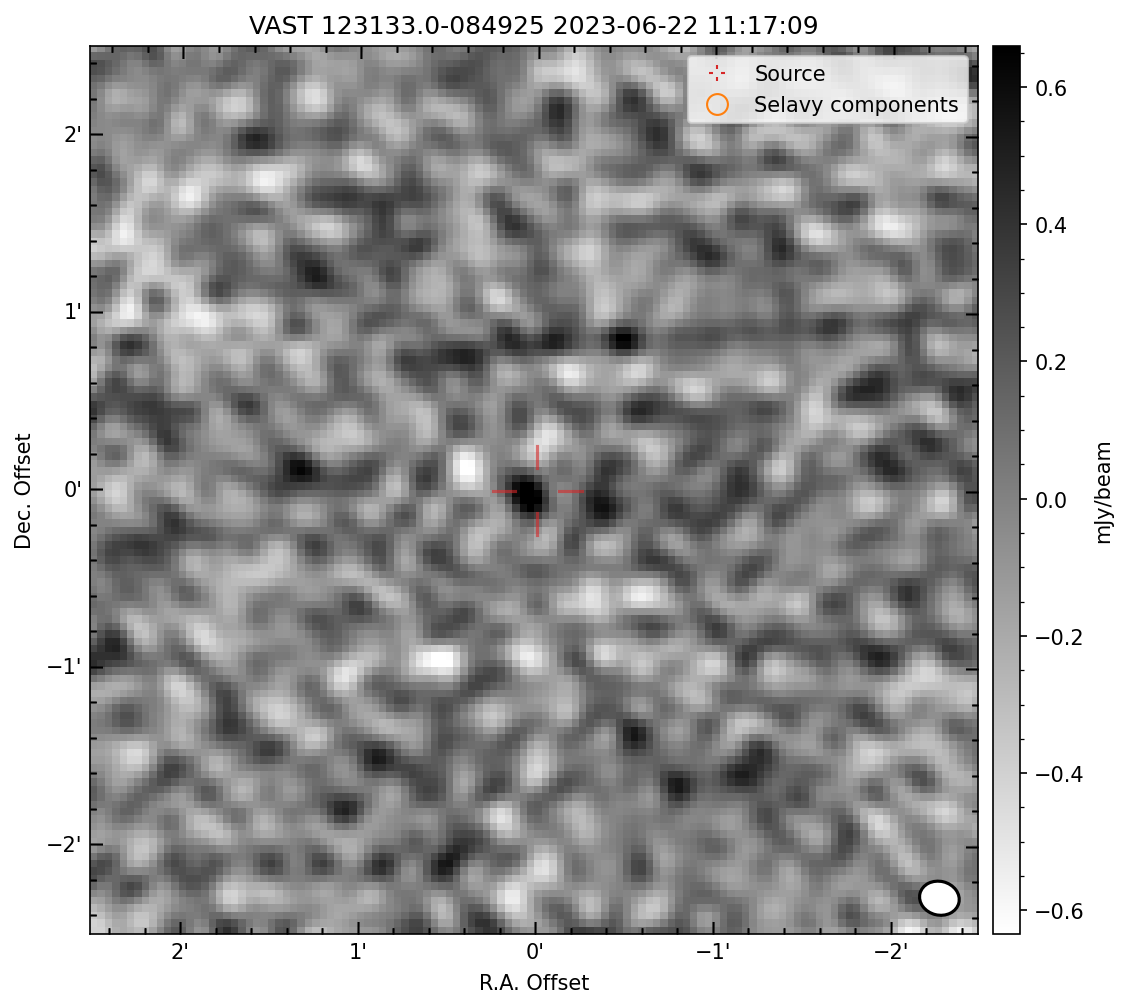 VAST 123133.0-084925 2023-06-22 11:17:09
Source
Selavy components
2'
1'
0'
−1'
−2'
Dec. Offset
2'
1'
0'
−1'
−2'
R.A. Offset
0.6
0.4
0.2
0.0
−0.2
−0.4
−0.6
mJy/beam